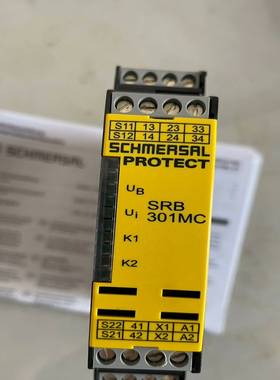 S11 13 23 33
S12 14 24 34
SCHMERSAL
PROTECT
UB
Ui
SRB
301MC
K1
K2
S22 41 X1 A1
S21 42 X2 A2
SCHMERSAL